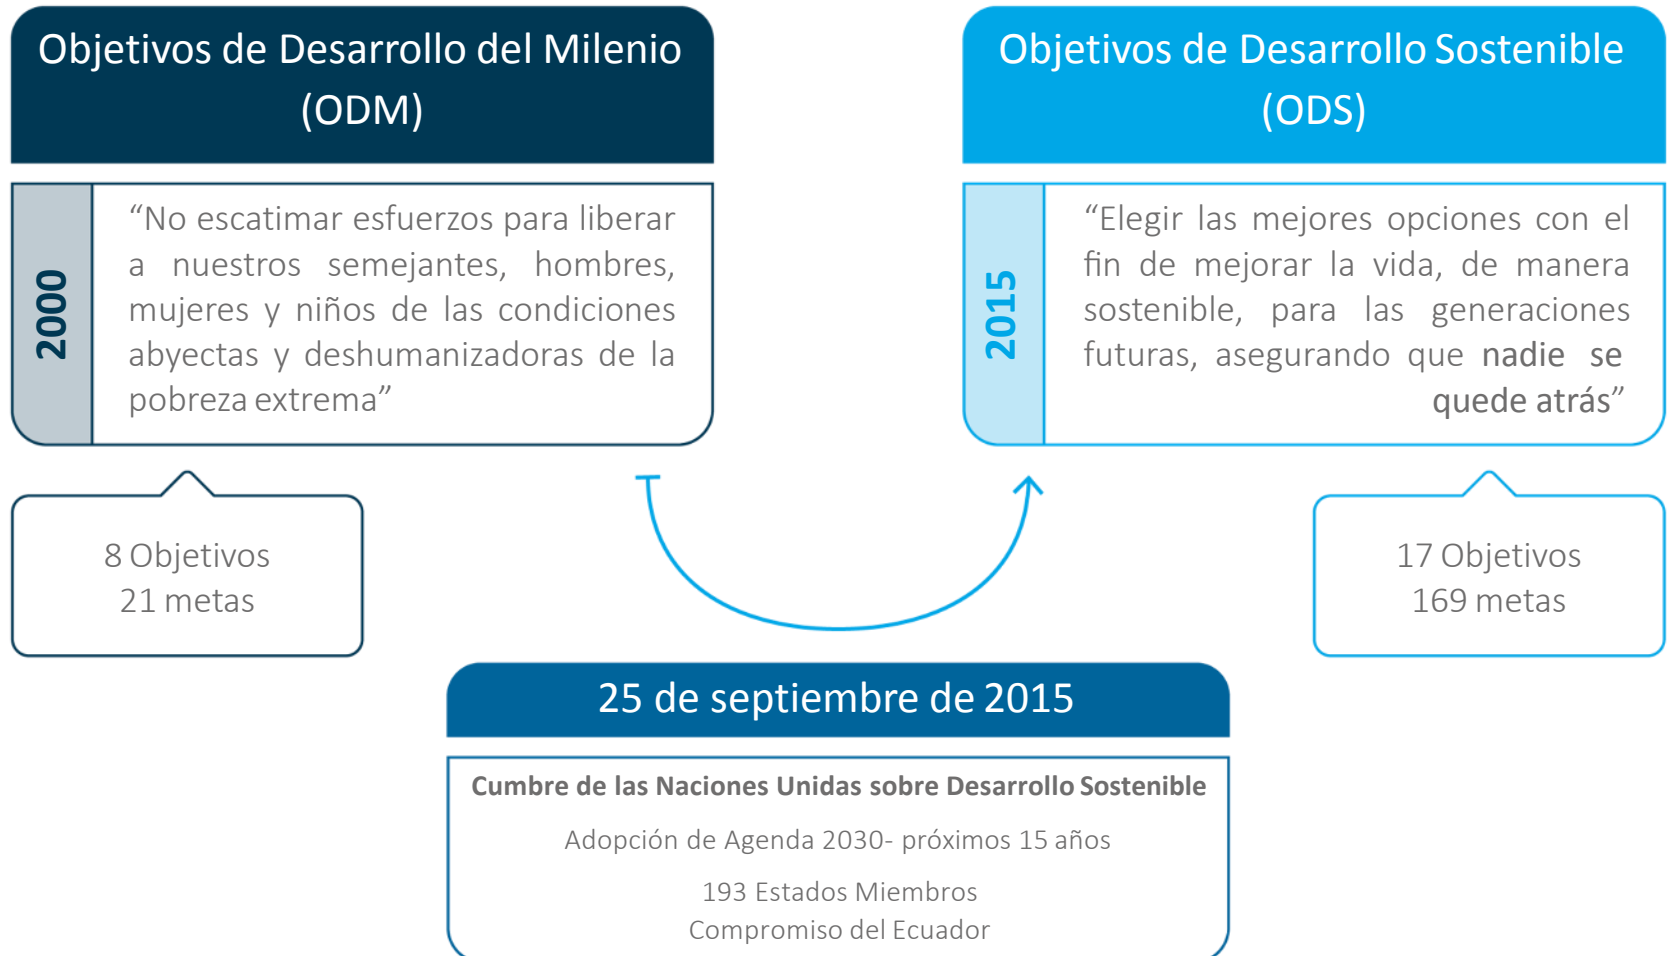 Objetivos de Desarrollo del Milenio
(ODM)
2000
“No escatimar esfuerzos para liberar
a nuestros semejantes, hombres,
mujeres y niños de las condiciones
abyectas y deshumanizadoras de la
pobreza extrema”
8 Objetivos
21 metas
Objetivos de Desarrollo Sostenible
(ODS)
2015
“Elegir las mejores opciones con el
fin de mejorar la vida, de manera
sostenible, para las generaciones
futuras, asegurando que nadie se
quede atrás”
17 Objetivos
169 metas
25 de septiembre de 2015
Cumbre de las Naciones Unidas sobre Desarrollo Sostenible
Adopción de Agenda 2030- próximos 15 años
193 Estados Miembros
Compromiso del Ecuador